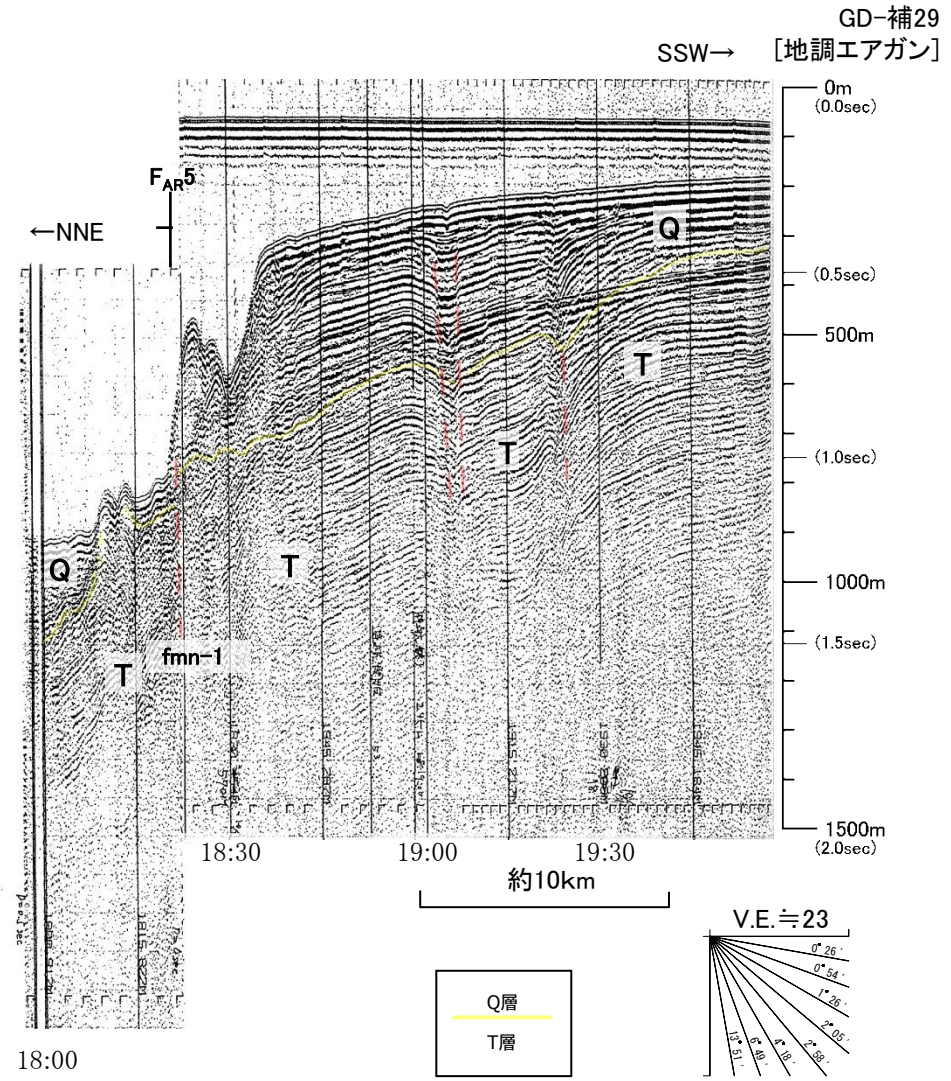 GD-補29
SSW→ [地調エアガン]
0m
(0.0sec)
FAR5
←NNE
Q
(0.5sec)
500m
T
T
(1.0sec)
Q
T
1000m
fmn-1
T
(1.5sec)
1500m
(2.0sec)
18:30 19:00 19:30
約10km
V.E.≒23
0°26′
0°54′
1°26′
2°05′
2°58′
4°18′
6°49′
13°51′
Q層
T層
18:00